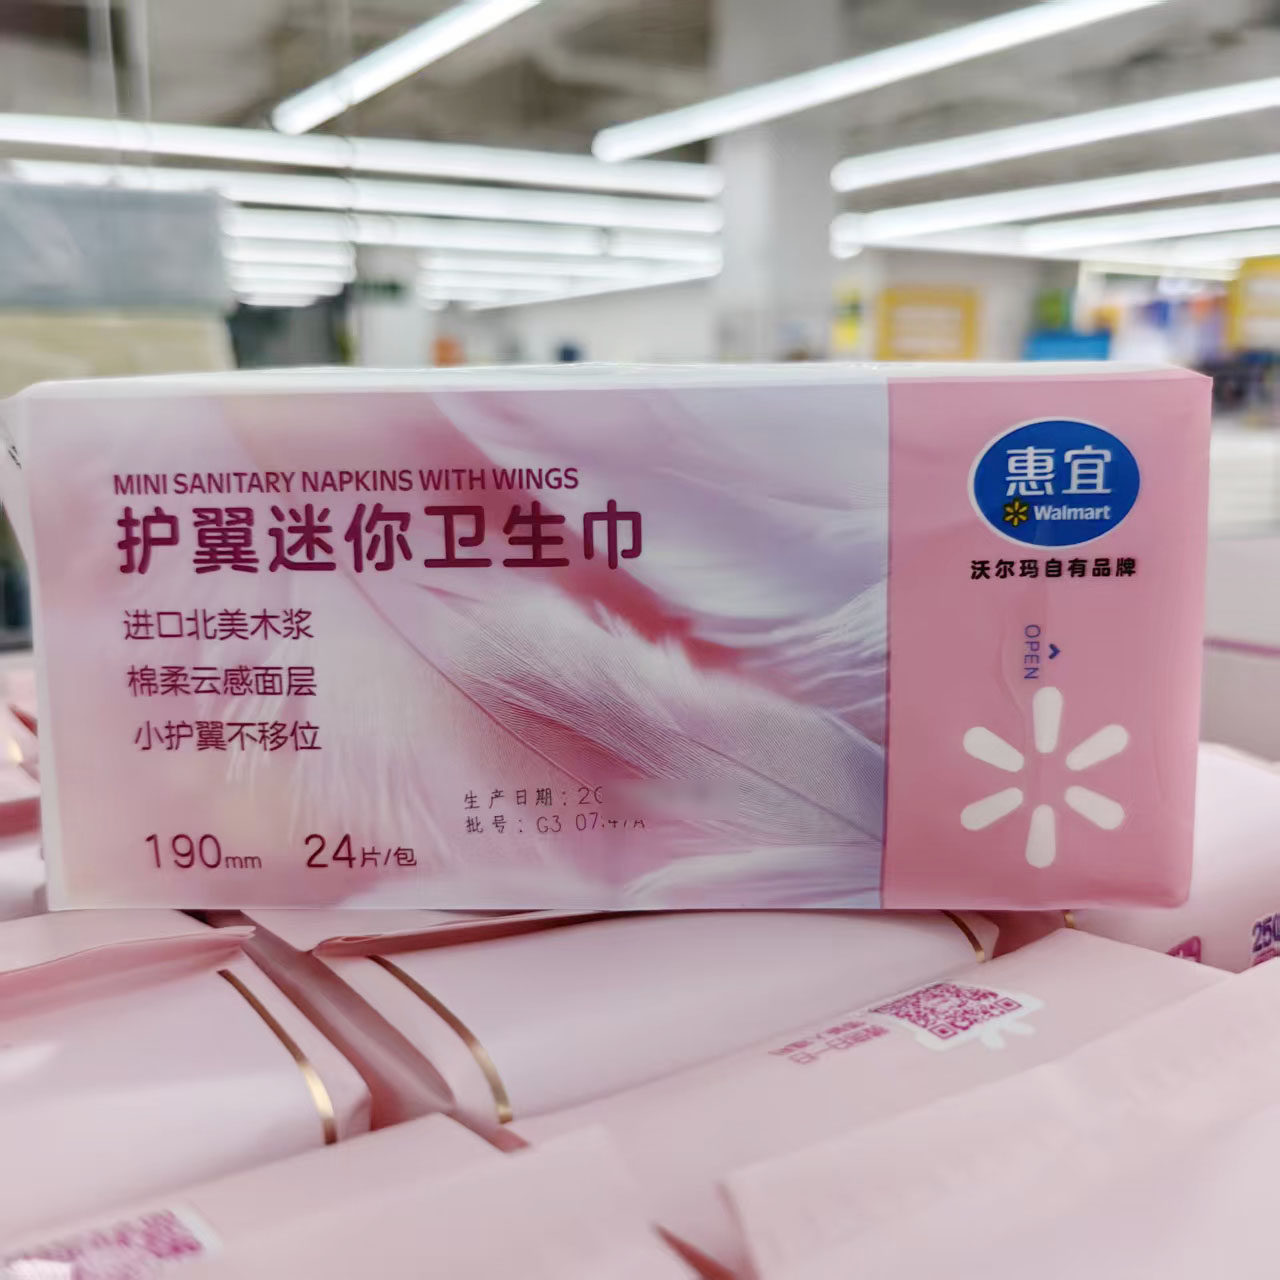 MINI SANITARY NAPKINS WITH WINGS
护翼迷你卫生巾
进口北美木浆
棉柔云感面层
小护翼不移位
生产日期:
批号: G3
190mm 24片/包
惠宜
Walmart
沃尔玛自有品牌
OPEN